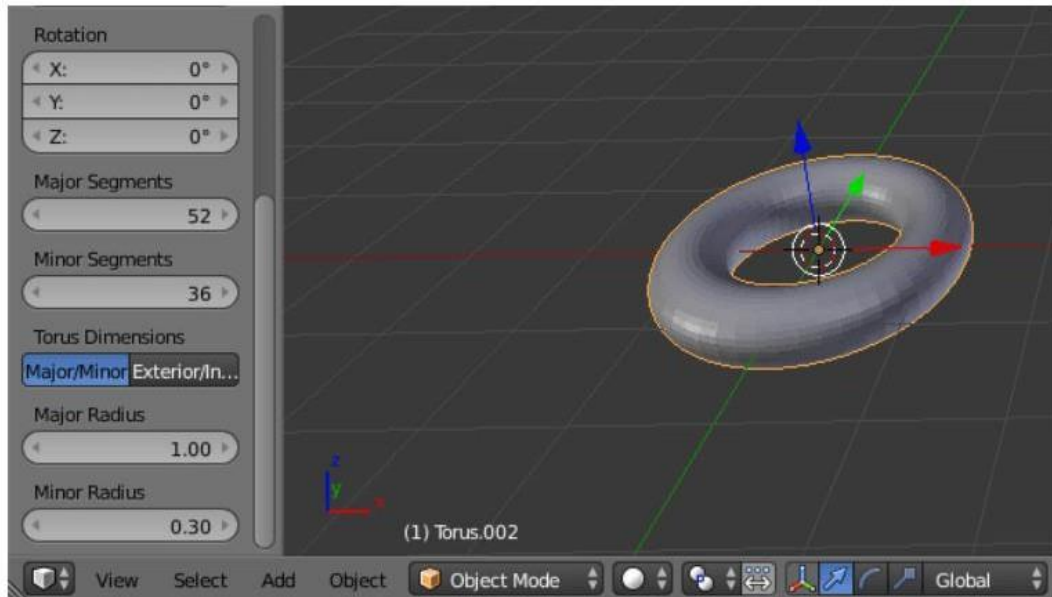 Rotation
X: 0°
Y: 0°
Z: 0°
Major Segments
52
Minor Segments
36
Torus Dimensions
Major/Minor Exterior/In...
Major Radius
1.00
Minor Radius
0.30
z
y
x
(1) Torus.002
View Select Add Object Object Mode Global